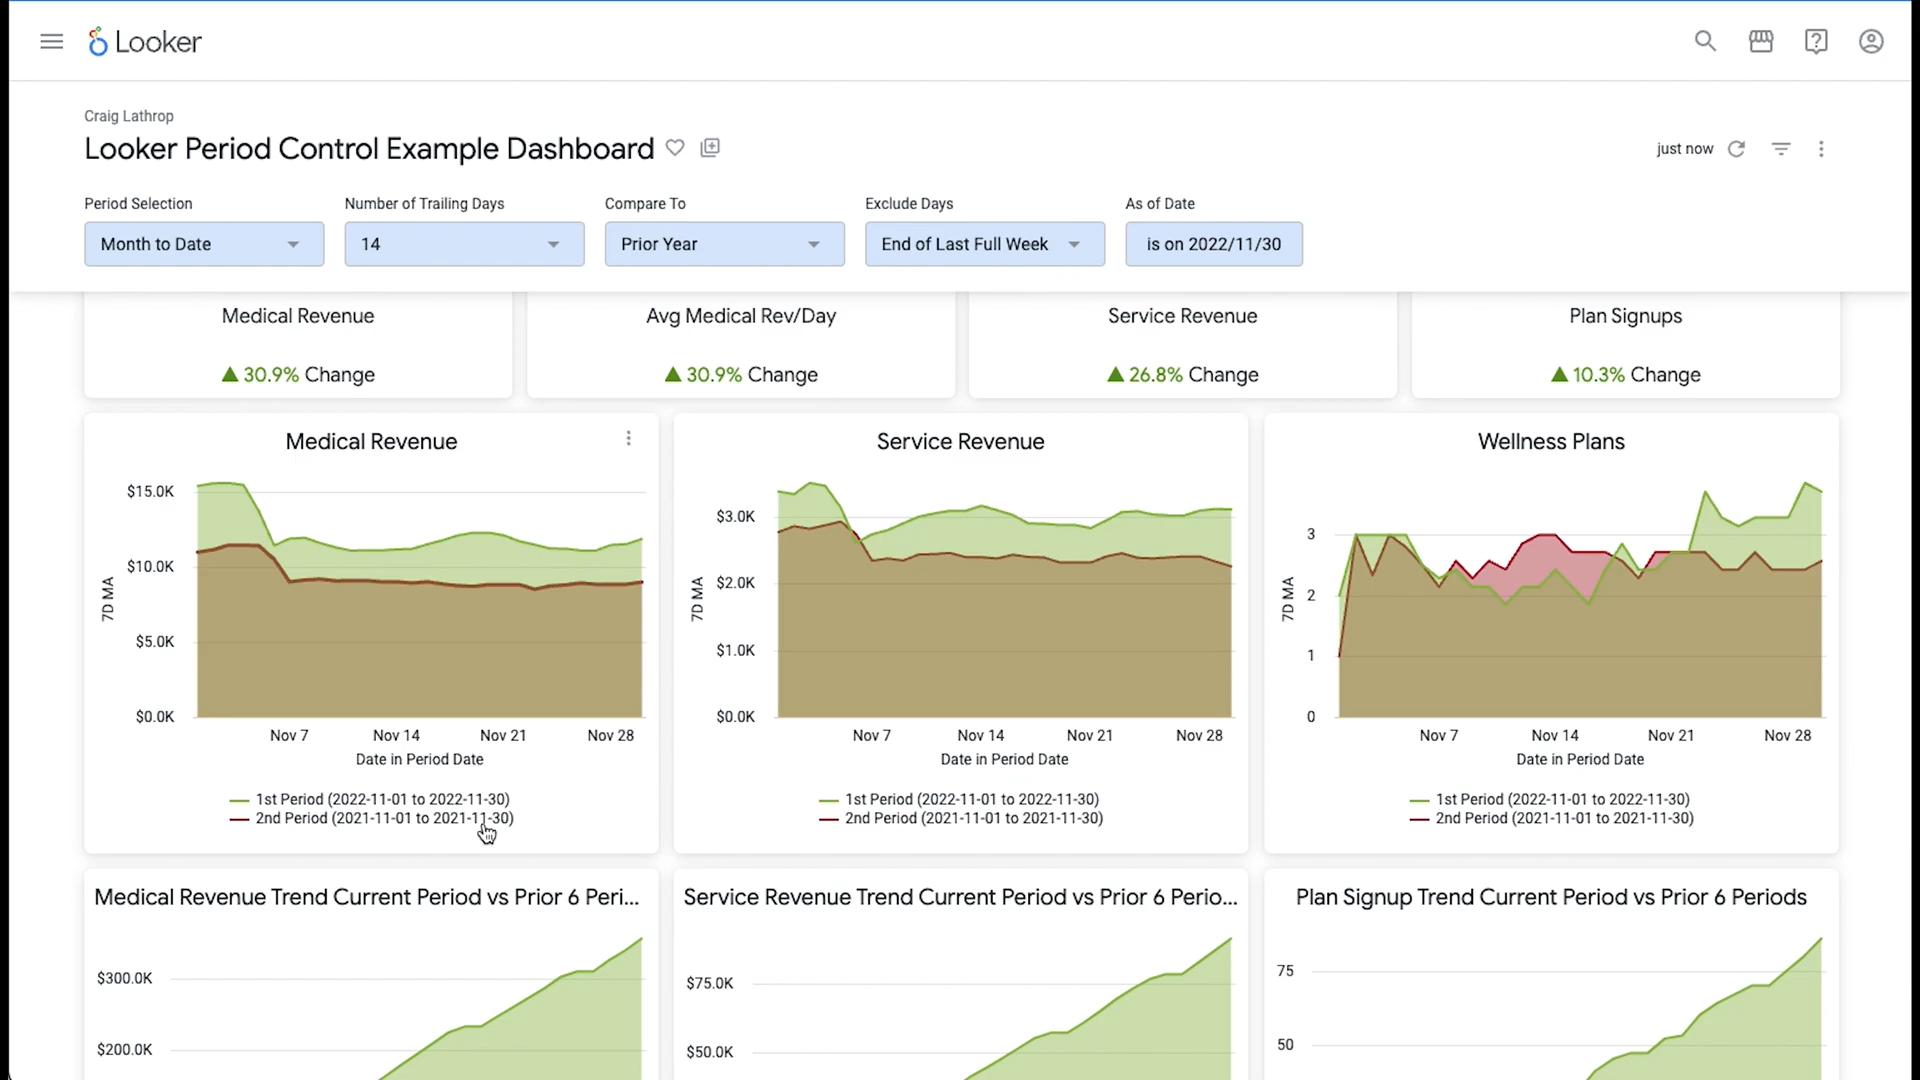 Looker
Craig Lathrop
Looker Period Control Example Dashboard
just now
Period Selection
Number of Trailing Days
Compare To
Exclude Days
As of Date
Month to Date
14
Prior Year
End of Last Full Week
is on 2022/11/30
Medical Revenue
Avg Medical Rev/Day
Service Revenue
Plan Signups
▲ 30.9% Change
▲ 30.9% Change
▲ 26.8% Change
▲ 10.3% Change
Medical Revenue
$15.0K
$10.0K
$5.0K
$0.0K
7D MA
Nov 7 Nov 14 Nov 21 Nov 28
Date in Period Date
1st Period (2022-11-01 to 2022-11-30)
2nd Period (2021-11-01 to 2021-11-30)
Service Revenue
$3.0K
$2.0K
$1.0K
$0.0K
7D MA
Nov 7 Nov 14 Nov 21 Nov 28
Date in Period Date
1st Period (2022-11-01 to 2022-11-30)
2nd Period (2021-11-01 to 2021-11-30)
Wellness Plans
3
2
1
0
7D MA
Nov 7 Nov 14 Nov 21 Nov 28
Date in Period Date
1st Period (2022-11-01 to 2022-11-30)
2nd Period (2021-11-01 to 2021-11-30)
Medical Revenue Trend Current Period vs Prior 6 Peri...
$300.0K
$200.0K
Service Revenue Trend Current Period vs Prior 6 Perio...
$75.0K
$50.0K
Plan Signup Trend Current Period vs Prior 6 Periods
75
50